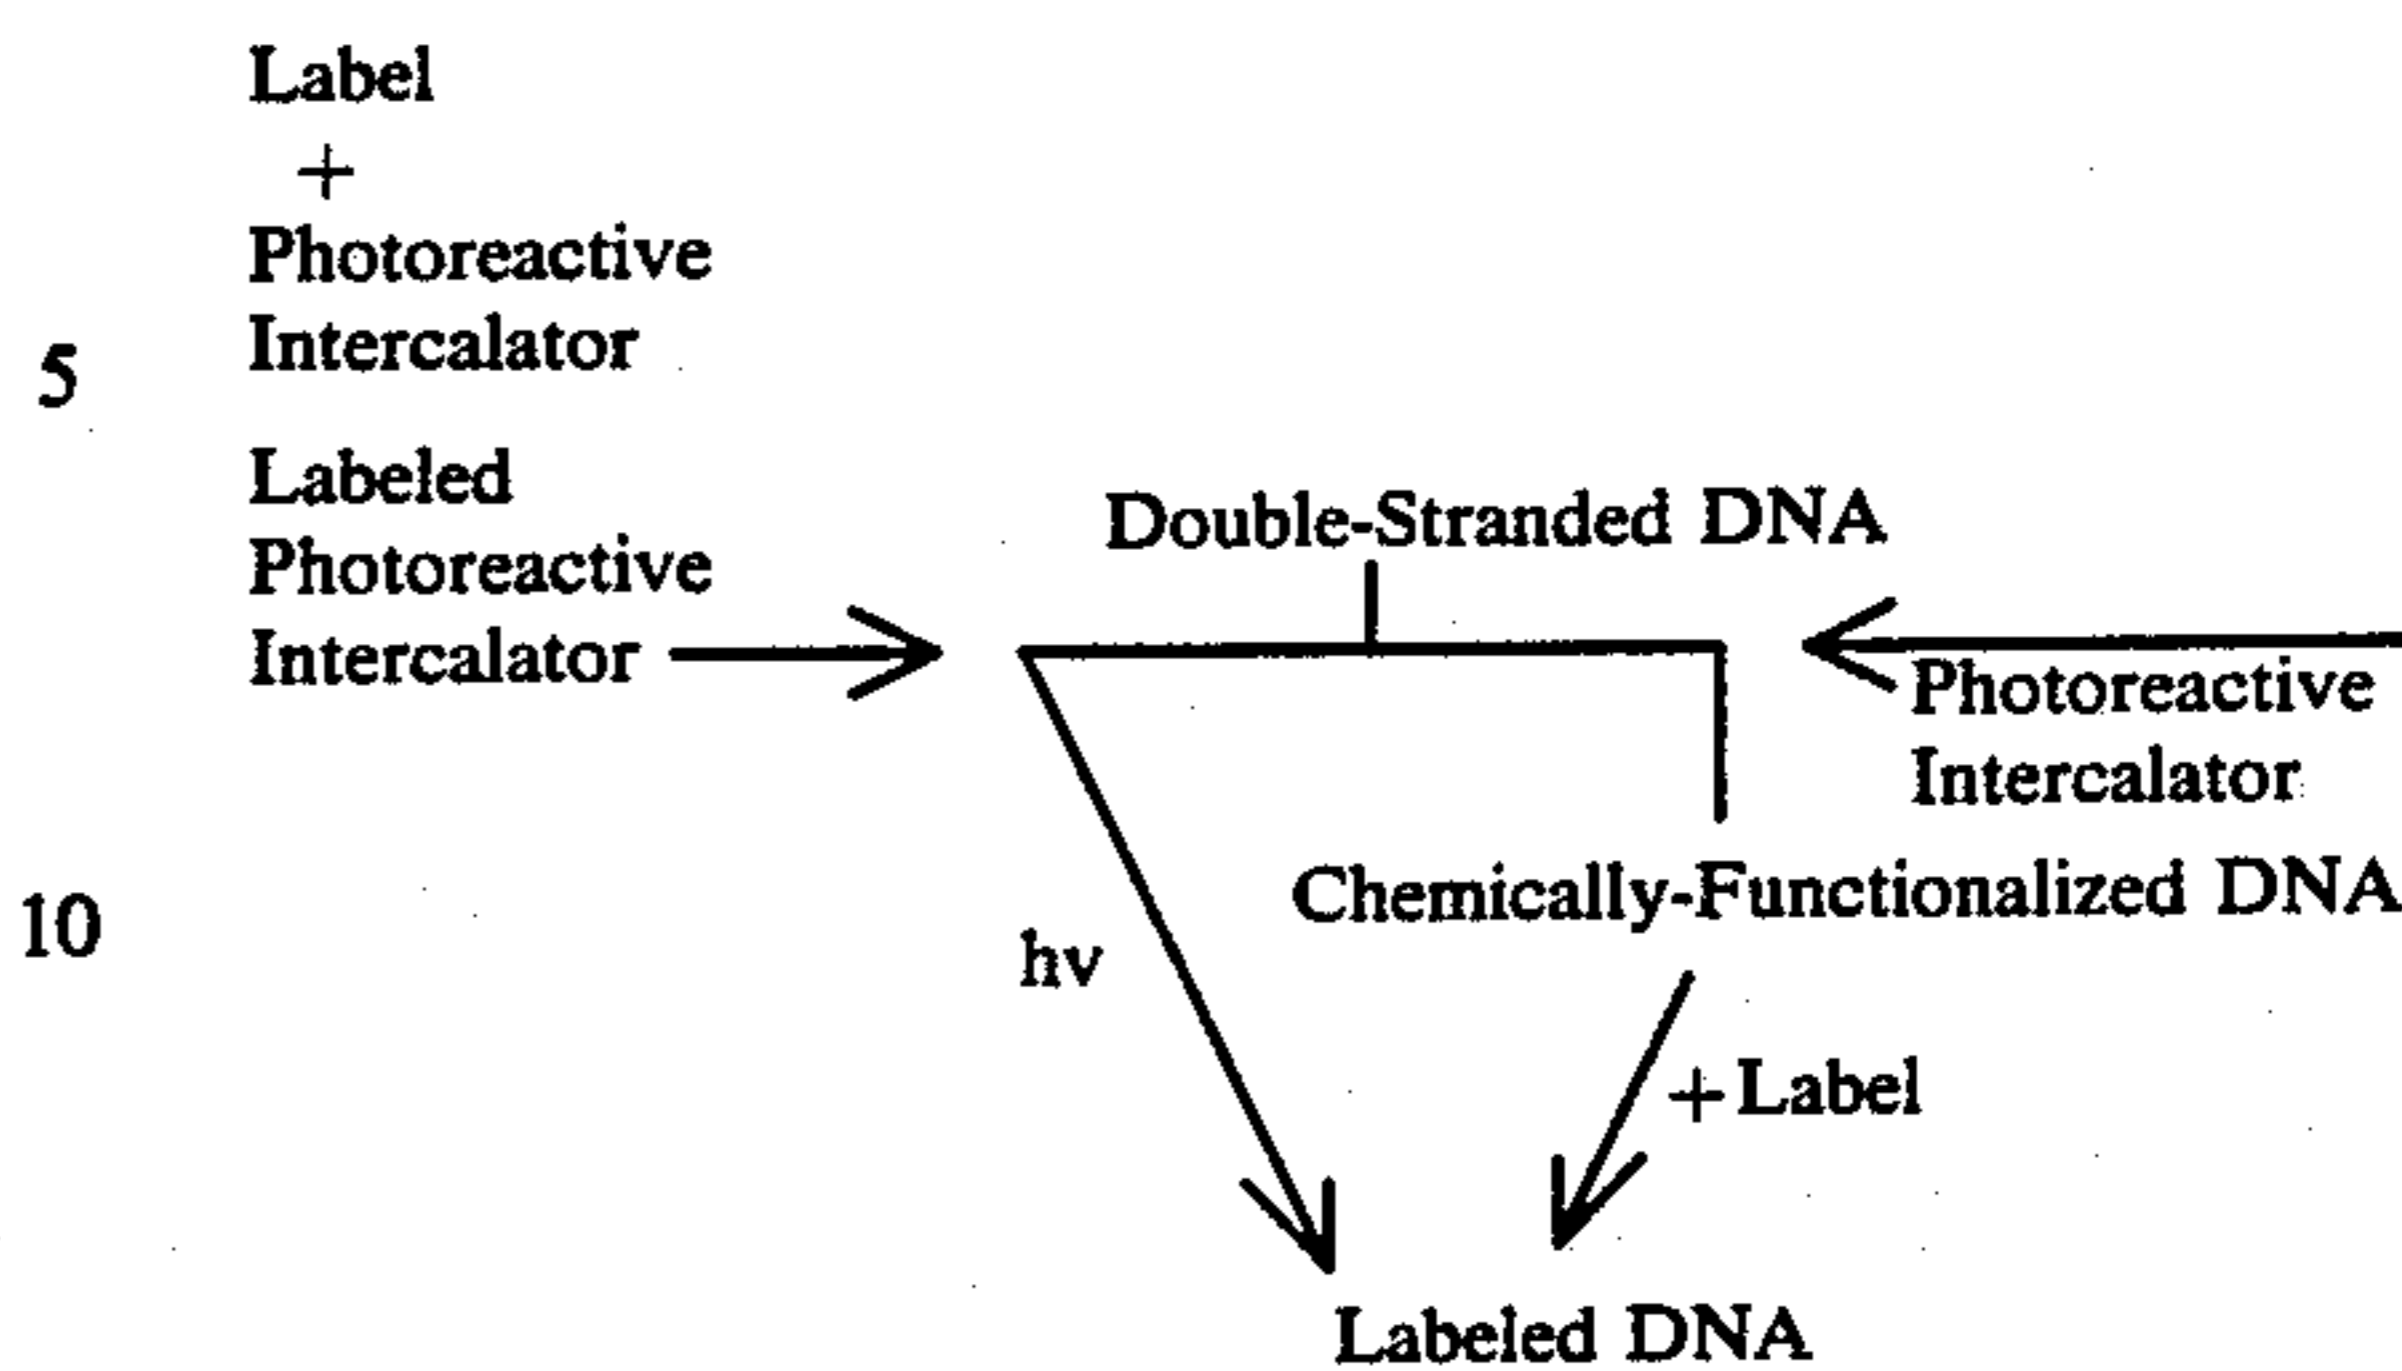 Label
+
Photoreactive
Intercalator
5
Labeled
Photoreactive
Intercalator
Double-Stranded DNA
Photoreactive
Intercalator
Chemically-Functionalized DNA
10
hν
+Label
Labeled DNA